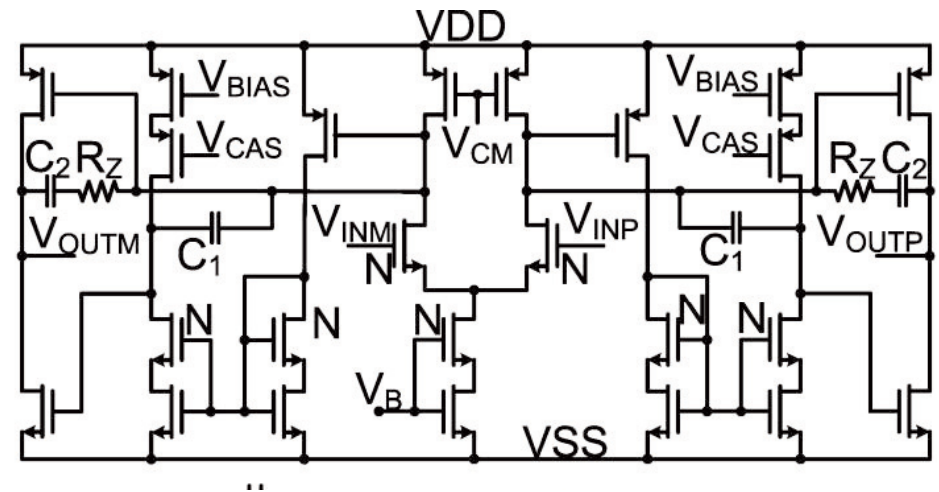 VDD
VBIAS
VCAS
VCM
VBIAS
VCAS
C2 RZ
RZ C2
VINM
VINP
VOUTM
C1
C1
VOUTP
N
N
N
N
N
N
N
VB
VSS